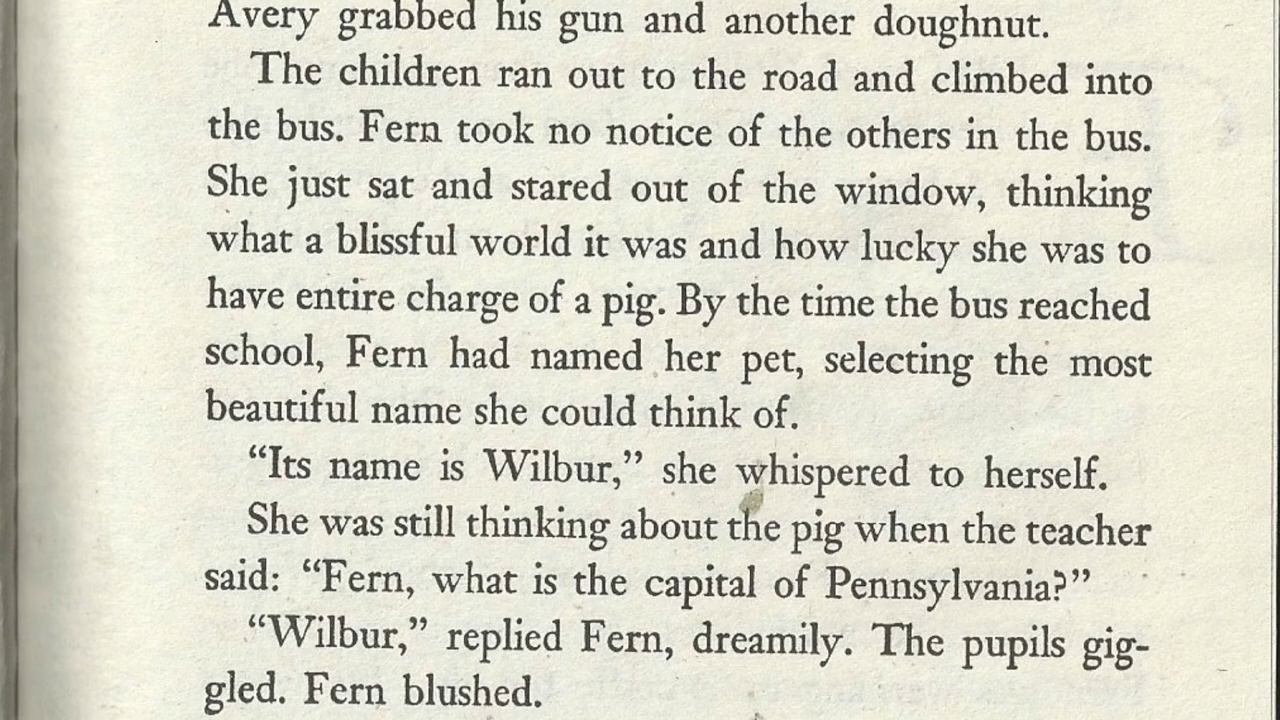 Avery grabbed his gun and another doughnut.
The children ran out to the road and climbed into
the bus. Fern took no notice of the others in the bus.
She just sat and stared out of the window, thinking
what a blissful world it was and how lucky she was to
have entire charge of a pig. By the time the bus reached
school, Fern had named her pet, selecting the most
beautiful name she could think of.
“Its name is Wilbur,” she whispered to herself.
She was still thinking about the pig when the teacher
said: “Fern, what is the capital of Pennsylvania?”
“Wilbur,” replied Fern, dreamily. The pupils gig-
gled. Fern blushed.